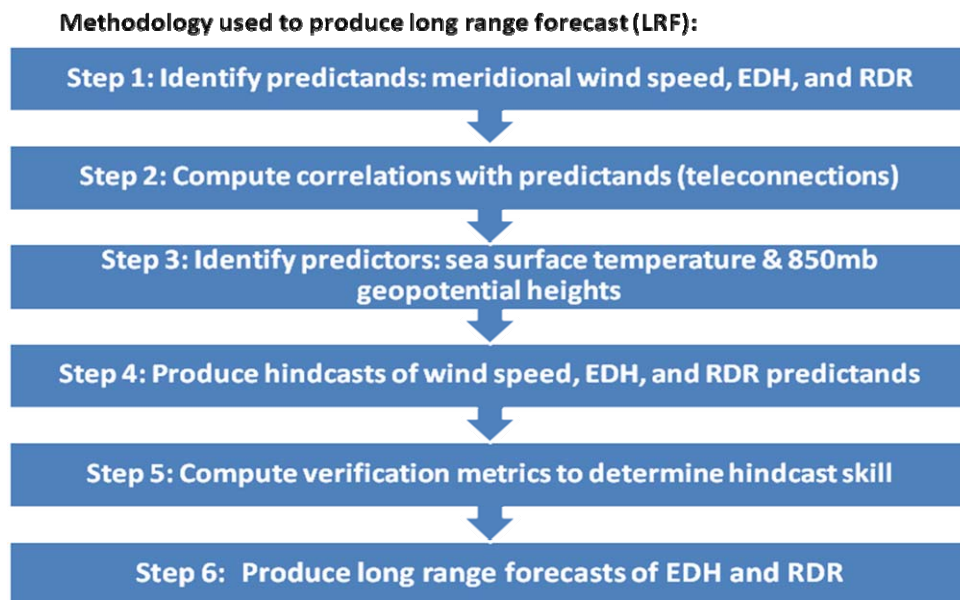 Methodology used to produce long range forecast (LRF):
Step 1: Identify predictands: meridional wind speed, EDH, and RDR
Step 2: Compute correlations with predictands (teleconnections)
Step 3: Identify predictors: sea surface temperature & 850mb
geopotential heights
Step 4: Produce hindcasts of wind speed, EDH, and RDR predictands
Step 5: Compute verification metrics to determine hindcast skill
Step 6: Produce long range forecasts of EDH and RDR